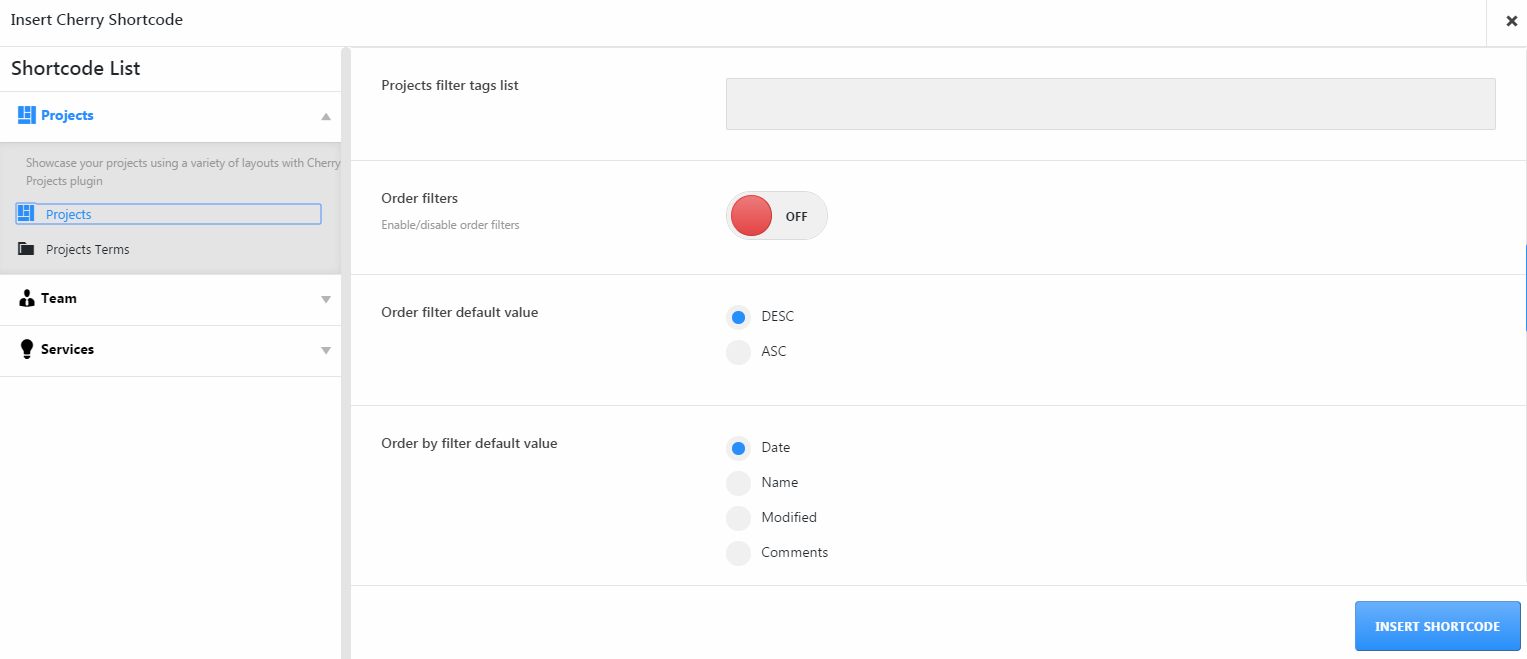 Insert Cherry Shortcode
Shortcode List
Projects
Showcase your projects using a variety of layouts with Cherry
Projects plugin
Projects
Projects Terms
Team
Services
Projects filter tags list
Order filters
Enable/disable order filters
OFF
Order filter default value
DESC
ASC
Order by filter default value
Date
Name
Modified
Comments
INSERT SHORTCODE